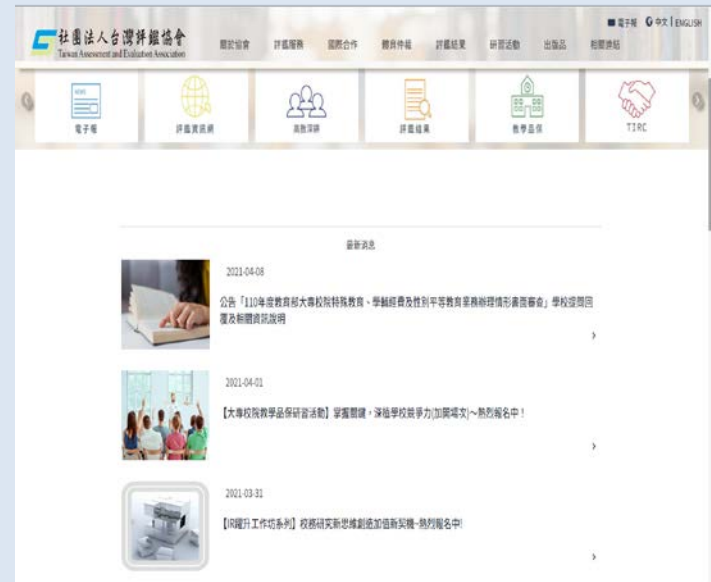 電子報 中文 | ENGLISH
社團法人台灣評鑑協會
Taiwan Assessment and Evaluation Association
關於協會 評鑑服務 國際合作 體育仲裁 評鑑結果 研習活動 出版品 相關連結
NEWS
電子報 評鑑資訊網 高教深耕 評鑑結果 教學品保 TIRC
最新消息
2021-04-08
公告「110年度教育部大專校院特殊教育、學輔經費及性別平等教育業務辦理情形書面審查」學校提問回
覆及相關資訊說明
2021-04-01
【大專校院教學品保研習活動】掌握關鍵，深植學校競爭力(加開場次)～熱烈報名中！
2021-03-31
【IR躍升工作坊系列】校務研究新思維創造加值新契機~熱烈報名中!